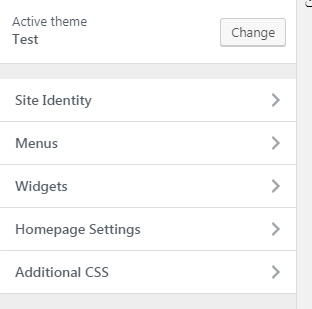 Active theme
Test
Change
Site Identity
Menus
Widgets
Homepage Settings
Additional CSS